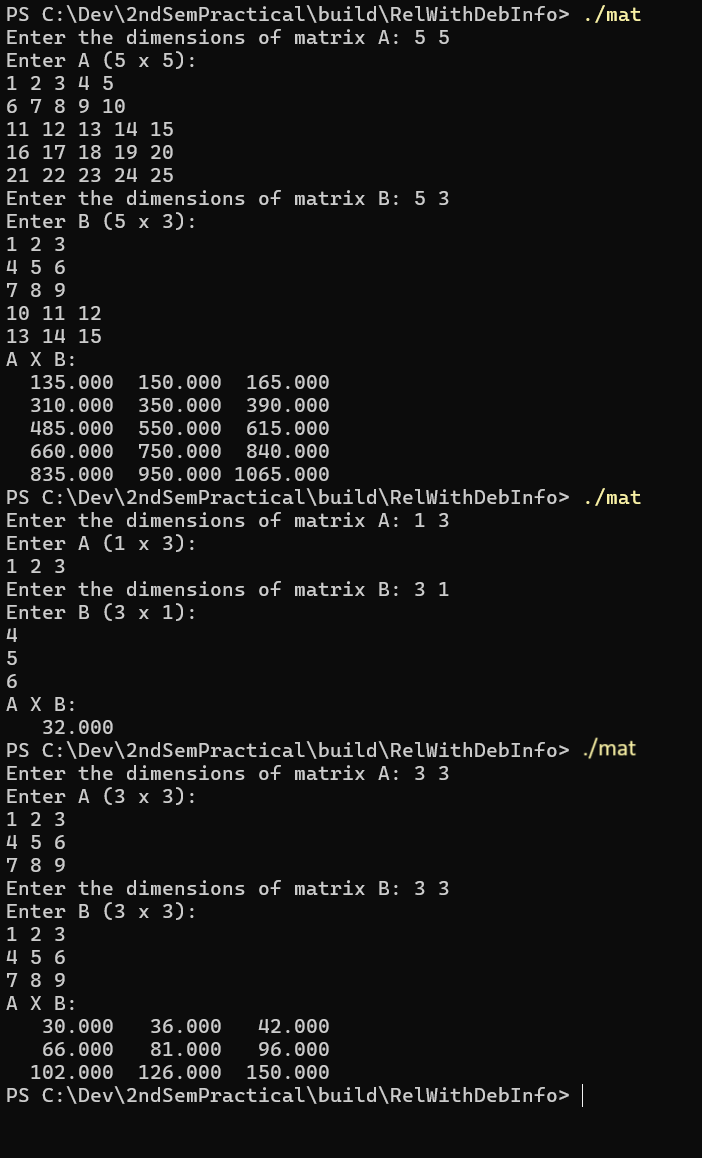 PS C:\Dev\2ndSemPractical\build\RelWithDebInfo> ./mat
Enter the dimensions of matrix A: 5 5
Enter A (5 x 5):
1 2 3 4 5
6 7 8 9 10
11 12 13 14 15
16 17 18 19 20
21 22 23 24 25
Enter the dimensions of matrix B: 5 3
Enter B (5 x 3):
1 2 3
4 5 6
7 8 9
10 11 12
13 14 15
A X B:
  135.000  150.000  165.000
  310.000  350.000  390.000
  485.000  550.000  615.000
  660.000  750.000  840.000
  835.000  950.000 1065.000
PS C:\Dev\2ndSemPractical\build\RelWithDebInfo> ./mat
Enter the dimensions of matrix A: 1 3
Enter A (1 x 3):
1 2 3
Enter the dimensions of matrix B: 3 1
Enter B (3 x 1):
4
5
6
A X B:
   32.000
PS C:\Dev\2ndSemPractical\build\RelWithDebInfo> ./mat
Enter the dimensions of matrix A: 3 3
Enter A (3 x 3):
1 2 3
4 5 6
7 8 9
Enter the dimensions of matrix B: 3 3
Enter B (3 x 3):
1 2 3
4 5 6
7 8 9
A X B:
   30.000   36.000   42.000
   66.000   81.000   96.000
  102.000  126.000  150.000
PS C:\Dev\2ndSemPractical\build\RelWithDebInfo>